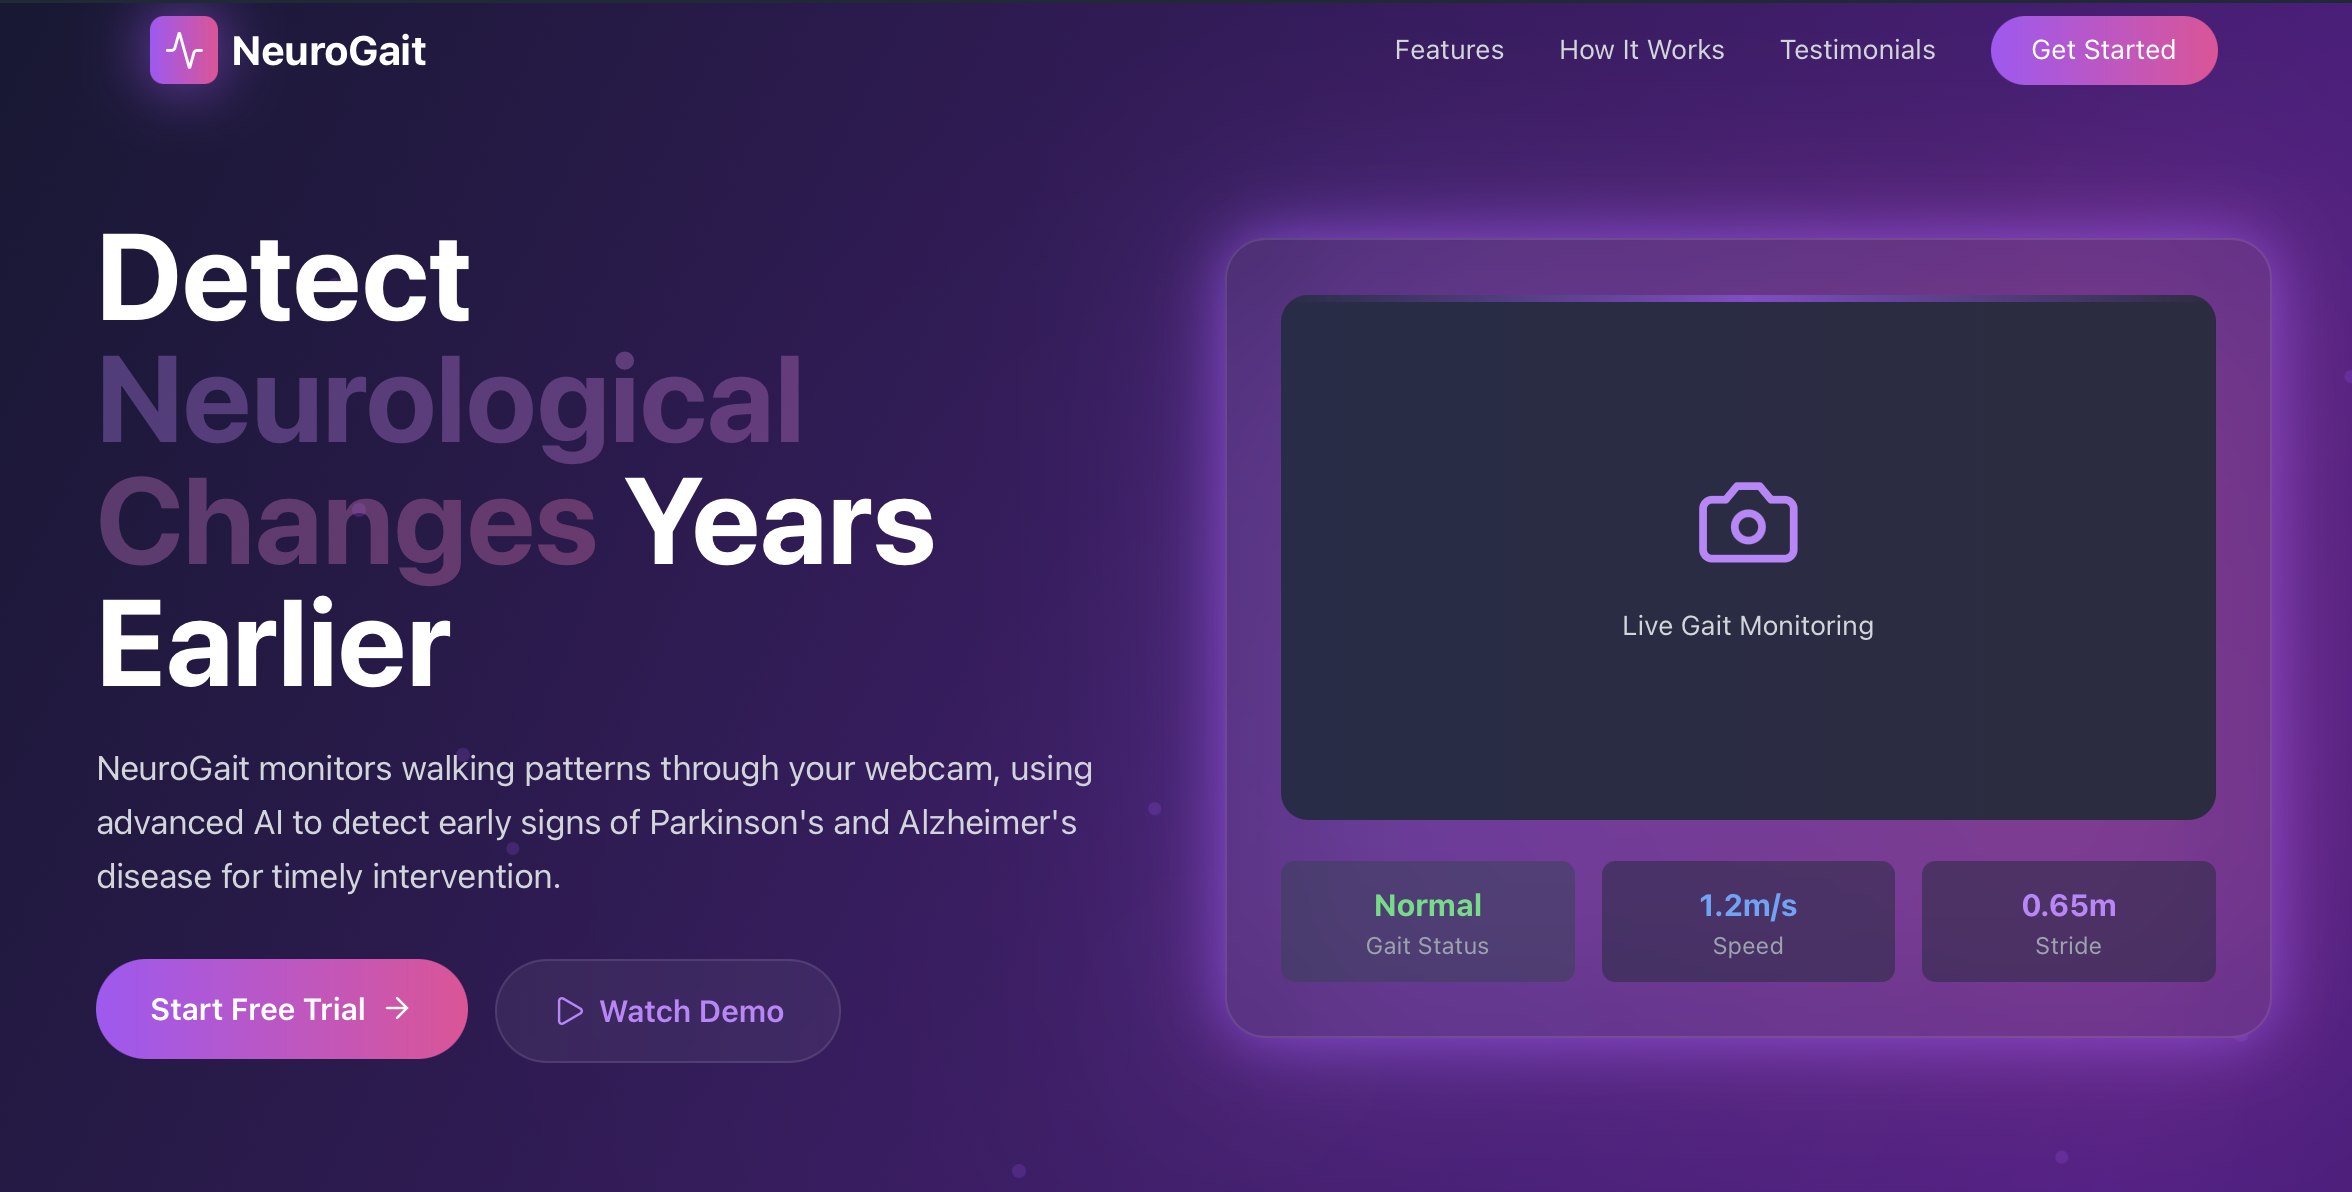 NeuroGait
Features
How It Works
Testimonials
Get Started
Detect
Neurological
Changes Years
Earlier
NeuroGait monitors walking patterns through your webcam, using
advanced AI to detect early signs of Parkinson's and Alzheimer's
disease for timely intervention.
Start Free Trial →
Watch Demo
Live Gait Monitoring
Normal
Gait Status
1.2m/s
Speed
0.65m
Stride